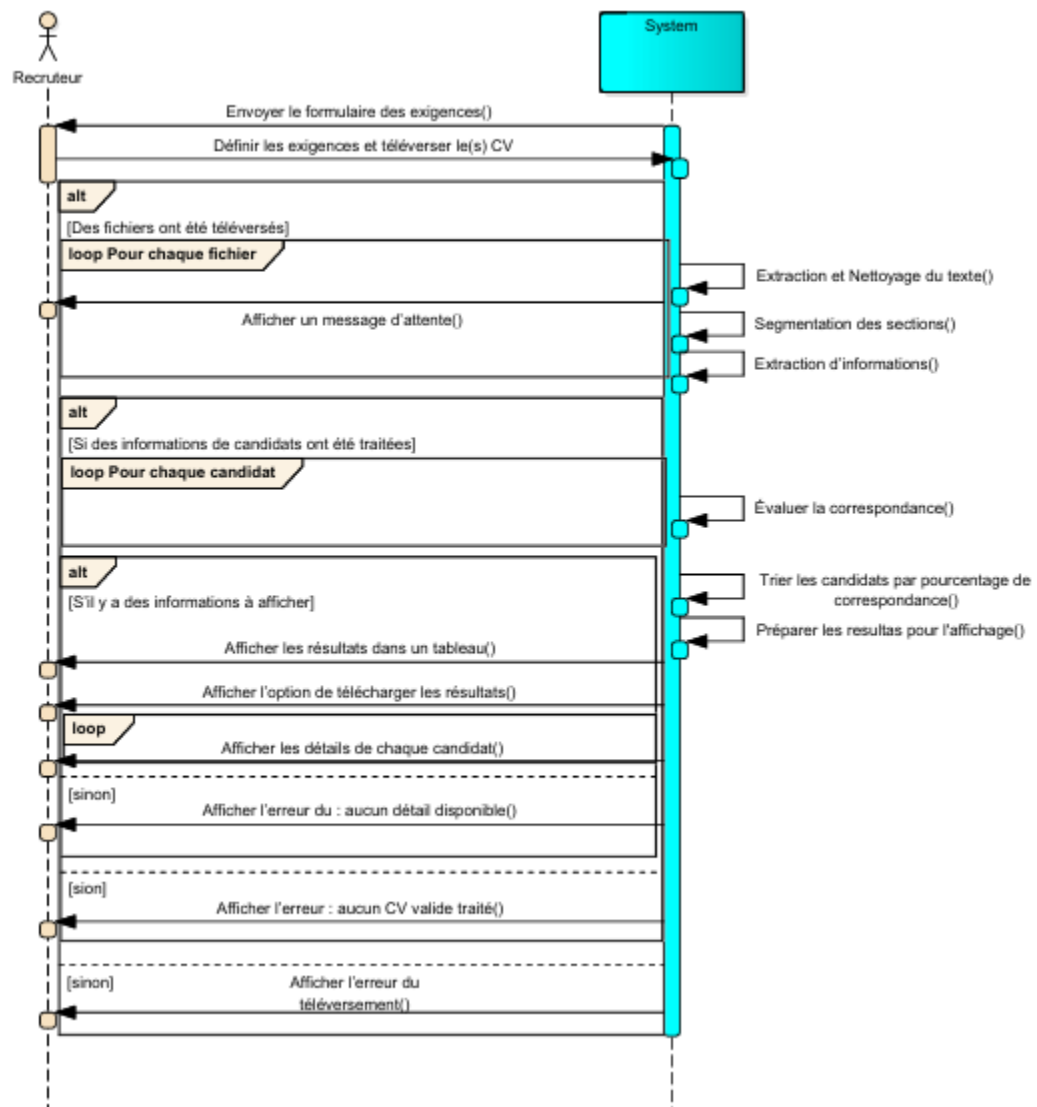 System
Recruteur
Envoyer le formulaire des exigences()
Définir les exigences et téléverser le(s) CV
alt
[Des fichiers ont été téléversés]
loop Pour chaque fichier
Extraction et Nettoyage du texte()
Afficher un message d'attente()
Segmentation des sections()
Extraction d'informations()
alt
[Si des informations de candidats ont été traitées]
loop Pour chaque candidat
Évaluer la correspondance()
alt
[S'il y a des informations à afficher]
Trier les candidats par pourcentage de
correspondance()
Préparer les resultas pour l'affichage()
Afficher les résultats dans un tableau()
Afficher l'option de télécharger les résultats()
loop
Afficher les détails de chaque candidat()
[sinon]
Afficher l'erreur du : aucun détail disponible()
[sion]
Afficher l'erreur : aucun CV valide traité()
[sinon]
Afficher l'erreur du
téléversement()